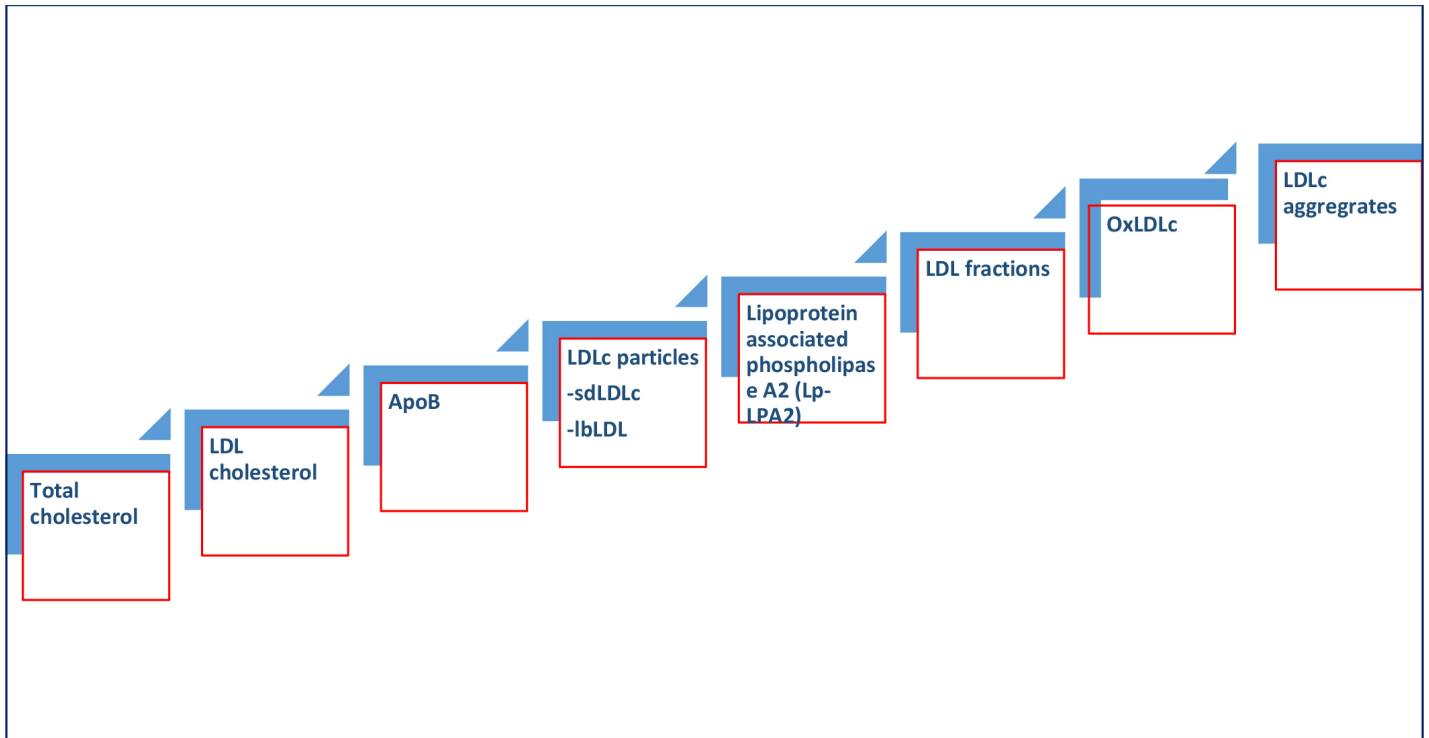 Total
cholesterol
LDL
cholesterol
ApoB
LDLc particles
-sdLDLc
-lbLDL
Lipoprotein
associated
phospholipas
e A2 (Lp-
LPA2)
LDL fractions
OxLDLc
LDLc
aggregrates